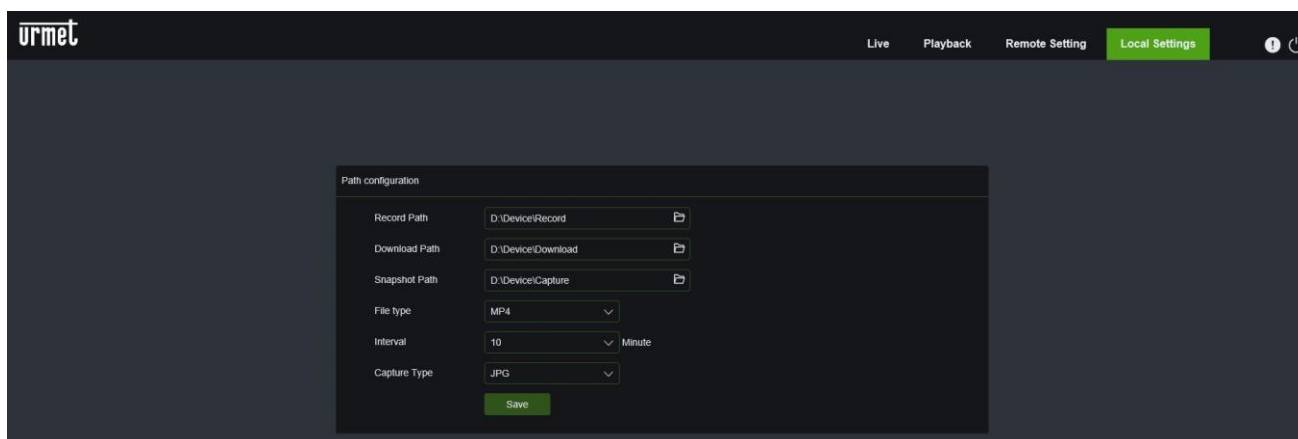 urmet
Live Playback Remote Setting Local Settings
Path configuration
Record Path D:\Device\Record
Download Path D:\Device\Download
Snapshot Path D:\Device\Capture
File type MP4
Interval 10 Minute
Capture Type JPG
Save